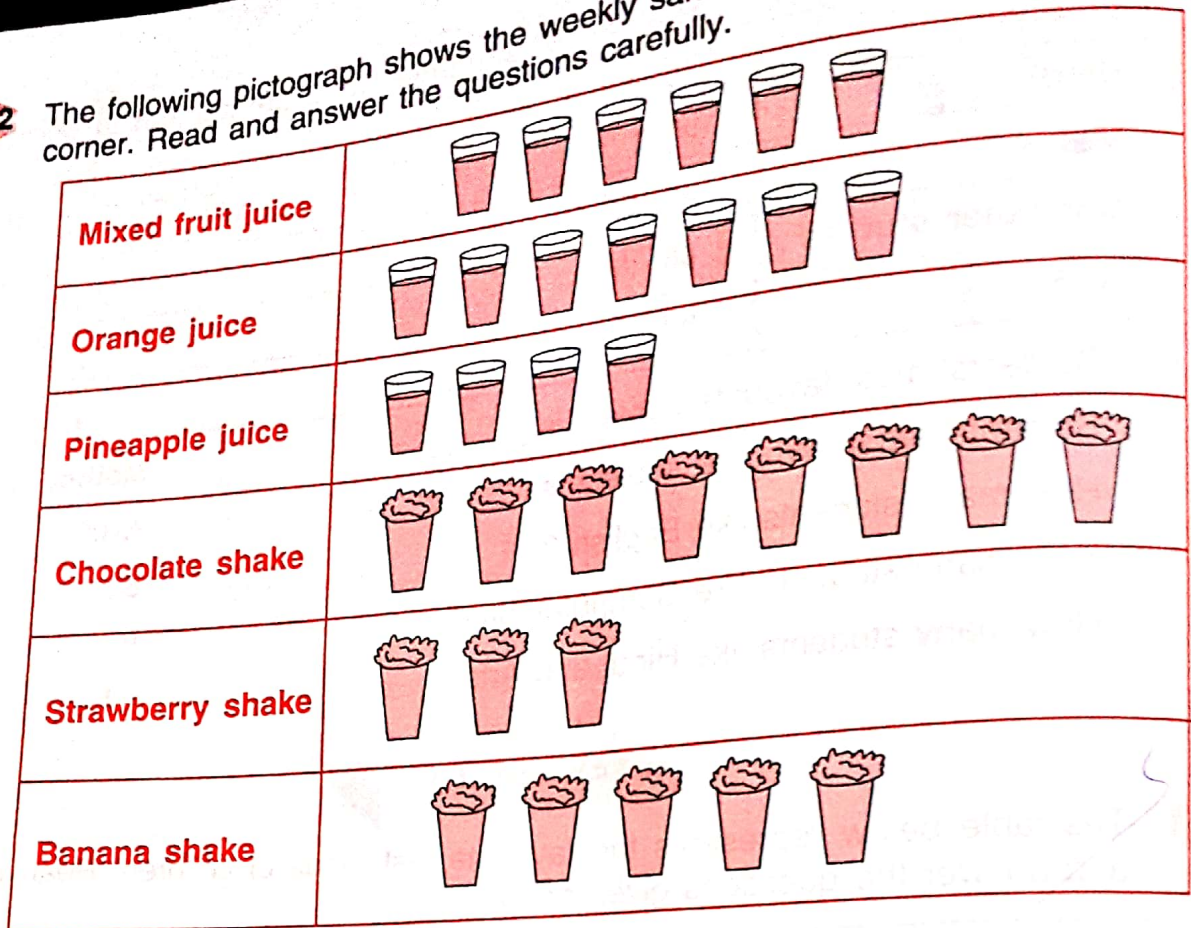 2 The following pictograph shows the weekly
corner. Read and answer the questions carefully.
Mixed fruit juice
Orange juice
Pineapple juice
Chocolate shake
Strawberry shake
Banana shake